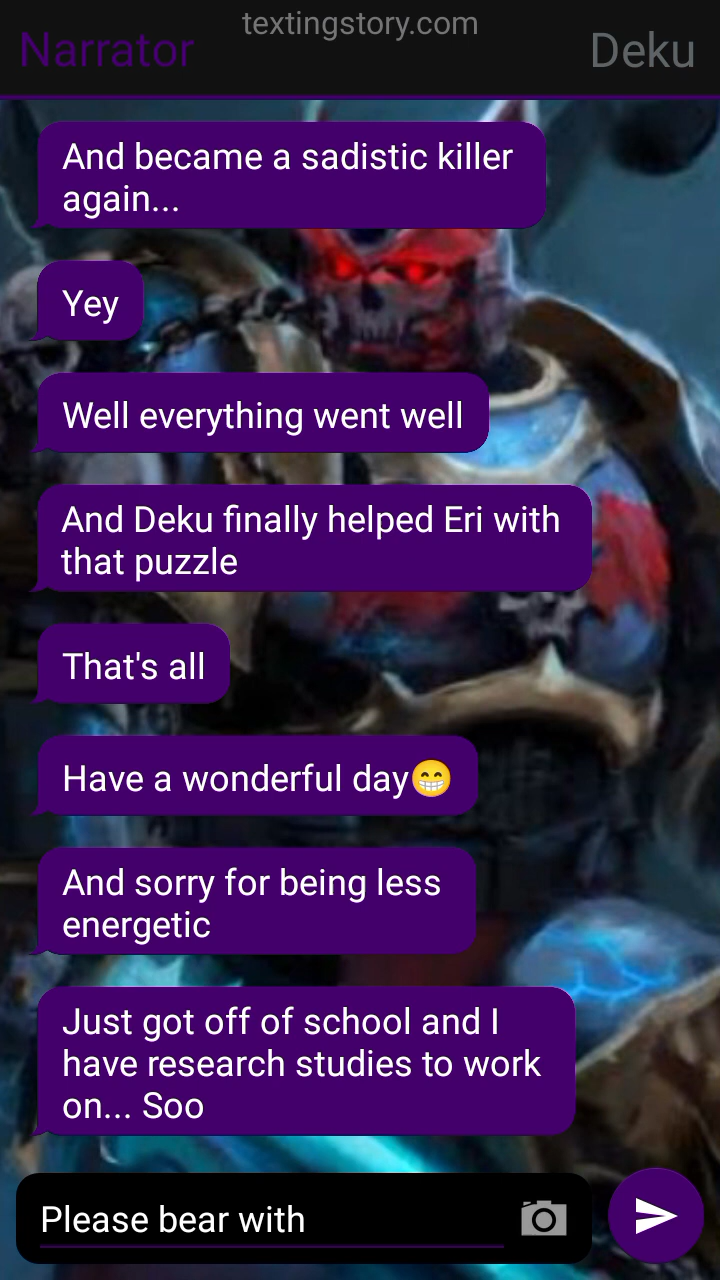 textingstory.com
Narrator
Deku
And became a sadistic killer
again...
Yey
Well everything went well
And Deku finally helped Eri with
that puzzle
That's all
Have a wonderful day😁
And sorry for being less
energetic
Just got off of school and I
have research studies to work
on... Soo
Please bear with